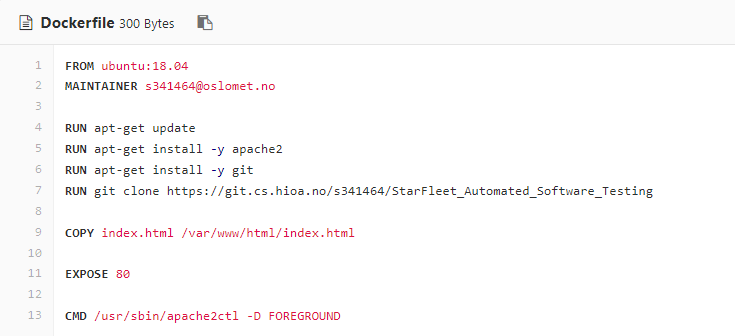 Dockerfile 300 Bytes
1 FROM ubuntu:18.04
2 MAINTAINER s341464@oslomet.no
3
4 RUN apt-get update
5 RUN apt-get install -y apache2
6 RUN apt-get install -y git
7 RUN git clone https://git.cs.hioa.no/s341464/StarFleet_Automated_Software_Testing
8
9 COPY index.html /var/www/html/index.html
10
11 EXPOSE 80
12
13 CMD /usr/sbin/apache2ctl -D FOREGROUND